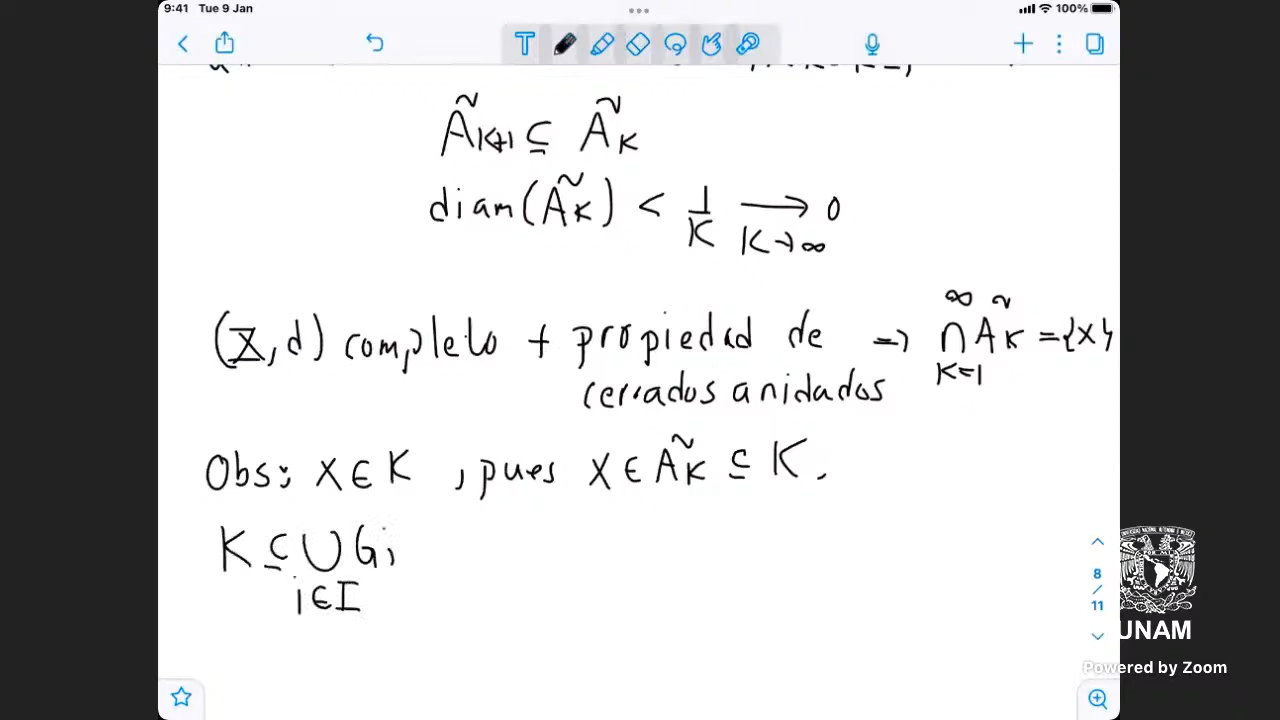 9:41 Tue 9 Jan
100%
Ã_{K+1} ⊆ Ã_K
diam(Ã_K) < 1/K ⟶ 0
K→∞
(X, d) completo + propiedad de ⇒ ∩_{K=1}^{∞} Ã_K = {x}
cerrados anidados
Obs: x ∈ K, pues x ∈ Ã_K ⊆ K.
K ⊆ ∪ G_i
i∈I
8
/
11
UNAM
Powered by Zoom